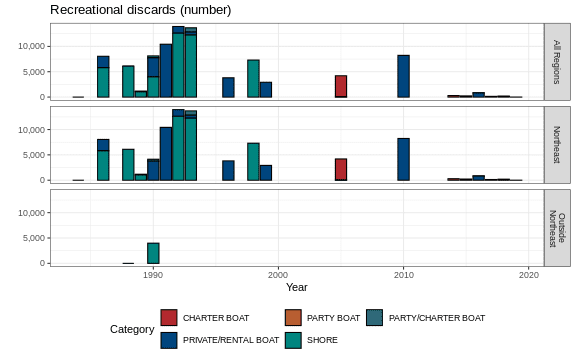 Recreational discards (number)
10,000
5,000
0
All Regions
10,000
5,000
0
Northeast
10,000
5,000
0
Outside
Northeast
1990
2000
2010
2020
Year
Category
CHARTER BOAT
PARTY BOAT
PARTY/CHARTER BOAT
PRIVATE/RENTAL BOAT
SHORE